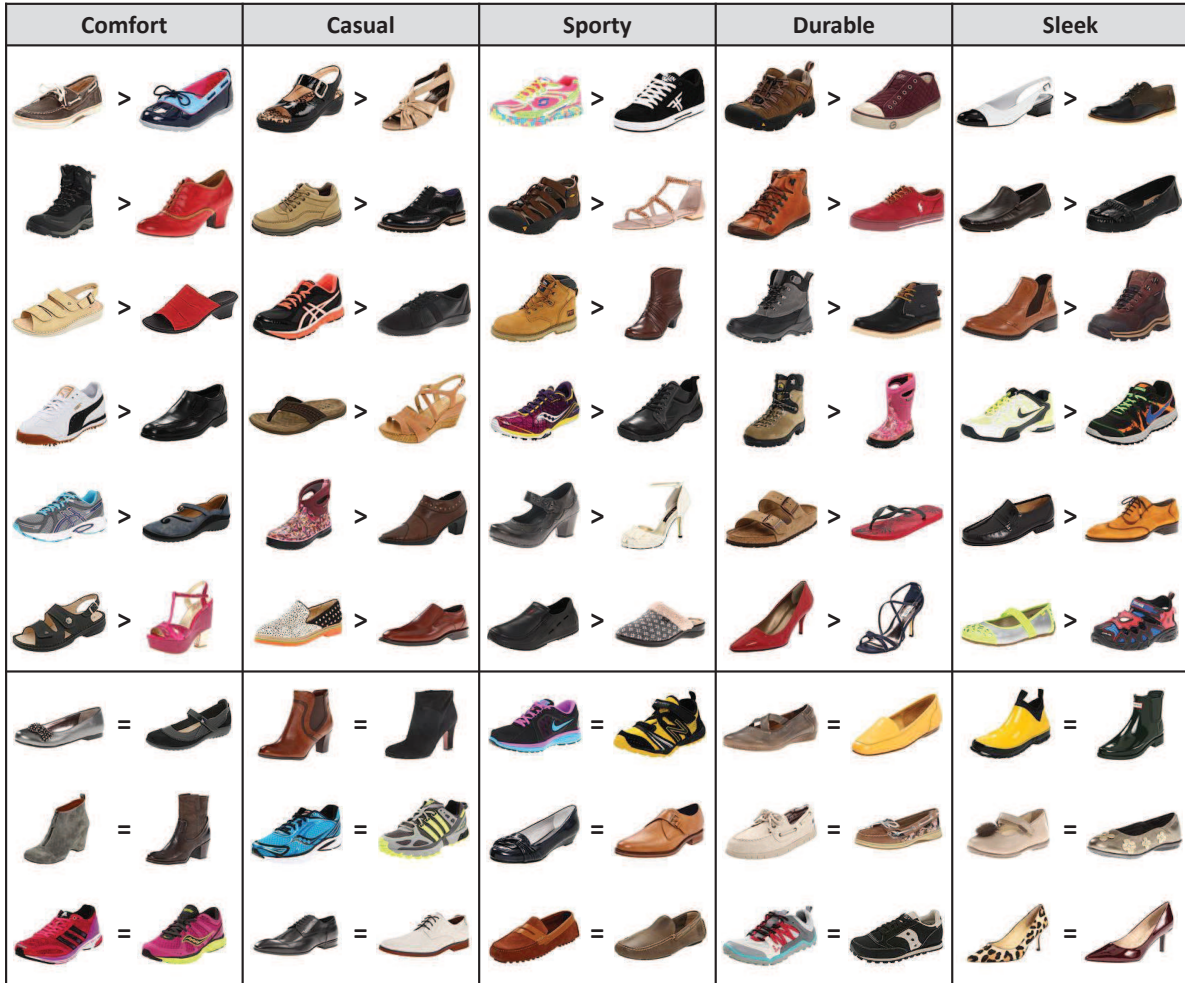 Comfort Casual Sporty Durable Sleek
> > > > >
> > > > >
> > > > >
> > > > >
> > > > >
> > > > >
= = = = =
= = = = =
= = = = =